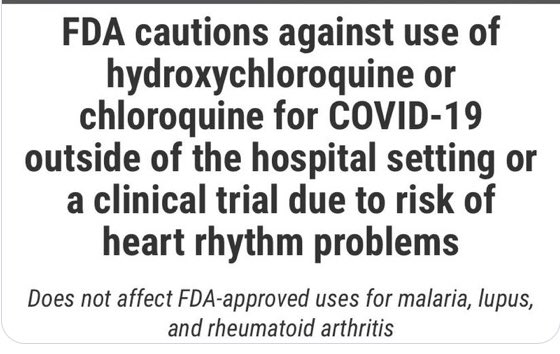 FDA cautions against use of
hydroxychloroquine or
chloroquine for COVID-19
outside of the hospital setting or
a clinical trial due to risk of
heart rhythm problems
Does not affect FDA-approved uses for malaria, lupus,
and rheumatoid arthritis